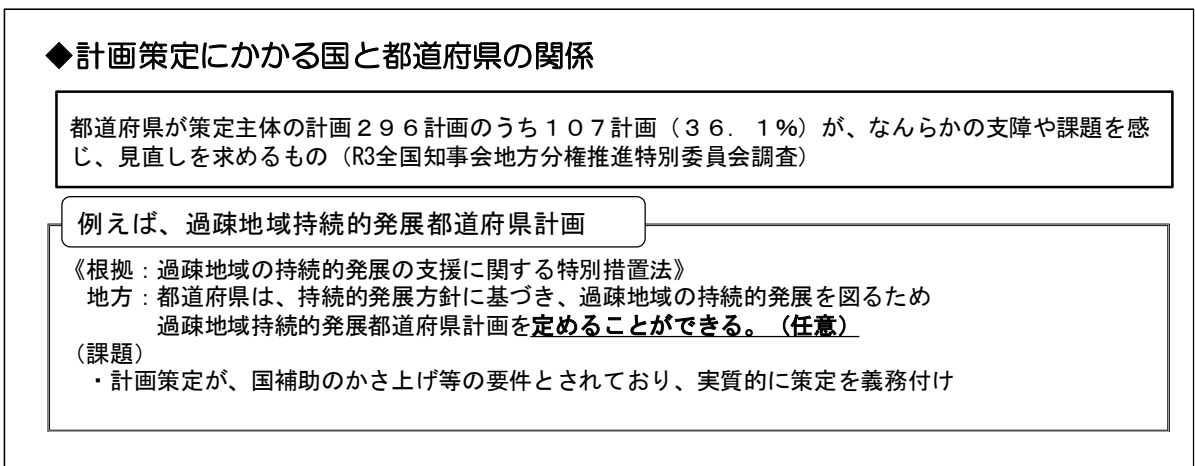 ◆計画策定にかかる国と都道府県の関係
都道府県が策定主体の計画２９６計画のうち１０７計画（３６．１%）が、なんらかの支障や課題を感
じ、見直しを求めるもの（R3全国知事会地方分権推進特別委員会調査）
例えば、過疎地域持続的発展都道府県計画
《根拠：過疎地域の持続的発展の支援に関する特別措置法》
地方：都道府県は、持続的発展方針に基づき、過疎地域の持続的発展を図るため
過疎地域持続的発展都道府県計画を定めることができる。（任意）
（課題）
・計画策定が、国補助のかさ上げ等の要件とされており、実質的に策定を義務付け